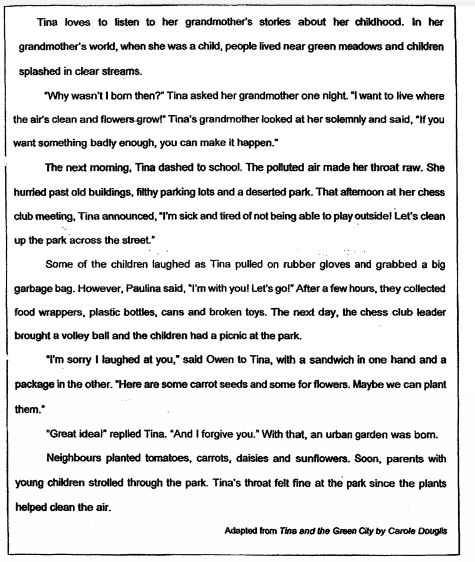 Tina loves to listen to her grandmother's stories about her childhood. In her
grandmother's world, when she was a child, people lived near green meadows and children
splashed in clear streams.
"Why wasn't I born then?" Tina asked her grandmother one night. "I want to live where
the air's clean and flowers grow!" Tina's grandmother looked at her solemnly and said, "If you
want something badly enough, you can make it happen."
The next morning, Tina dashed to school. The polluted air made her throat raw. She
hurried past old buildings, filthy parking lots and a deserted park. That afternoon at her chess
club meeting, Tina announced, "I'm sick and tired of not being able to play outside! Let's clean
up the park across the street."
Some of the children laughed as Tina pulled on rubber gloves and grabbed a big
garbage bag. However, Paulina said, "I'm with you! Let's go!" After a few hours, they collected
food wrappers, plastic bottles, cans and broken toys. The next day, the chess club leader
brought a volley ball and the children had a picnic at the park.
"I'm sorry I laughed at you," said Owen to Tina, with a sandwich in one hand and a
package in the other. "Here are some carrot seeds and some for flowers. Maybe we can plant
them."
"Great idea!" replied Tina. "And I forgive you." With that, an urban garden was born.
Neighbours planted tomatoes, carrots, daisies and sunflowers. Soon, parents with
young children strolled through the park. Tina's throat felt fine at the park since the plants
helped clean the air.
Adapted from Tina and the Green City by Carole Douglis